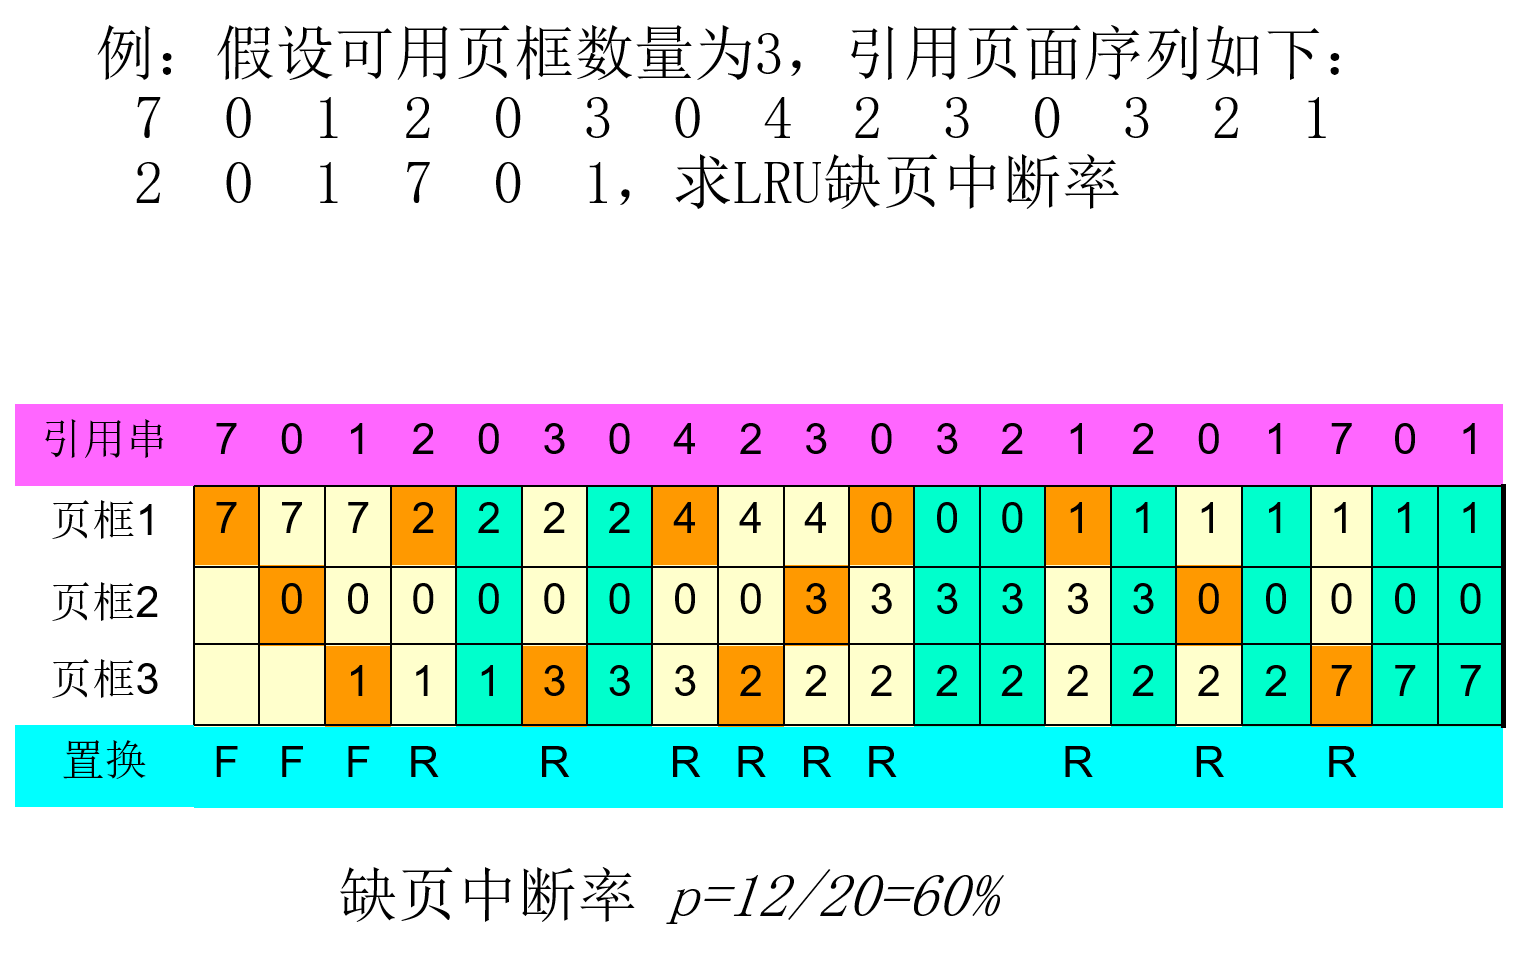 例：假设可用页框数量为3，引用页面序列如下：
7 0 1 2 0 3 0 4 2 3 0 3 2 1
2 0 1 7 0 1，求LRU缺页中断率
引用串 7 0 1 2 0 3 0 4 2 3 0 3 2 1 2 0 1 7 0 1
页框1 7 7 7 2 2 2 2 4 4 4 0 0 0 1 1 1 1 1 1 1
页框2 0 0 0 0 0 0 0 0 3 3 3 3 3 3 0 0 0 0 0
页框3 1 1 1 3 3 3 2 2 2 2 2 2 2 2 2 7 7 7
置换 F F F R R R R R R R R R
缺页中断率 p=12/20=60%